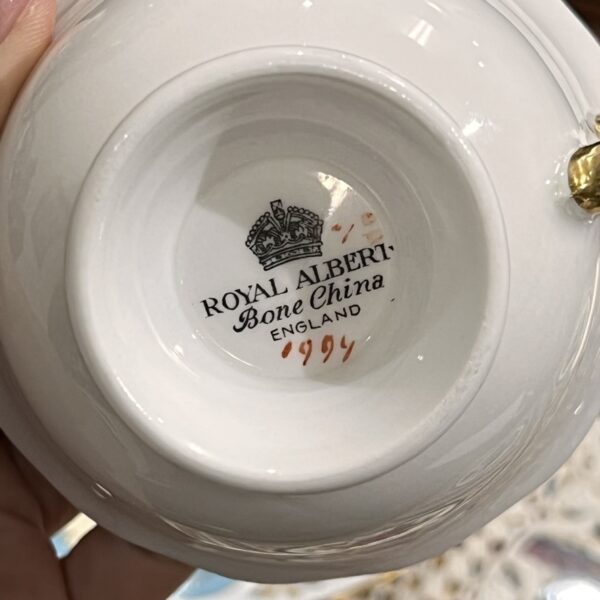 ROYAL ALBERT
Bone China
ENGLAND
1994